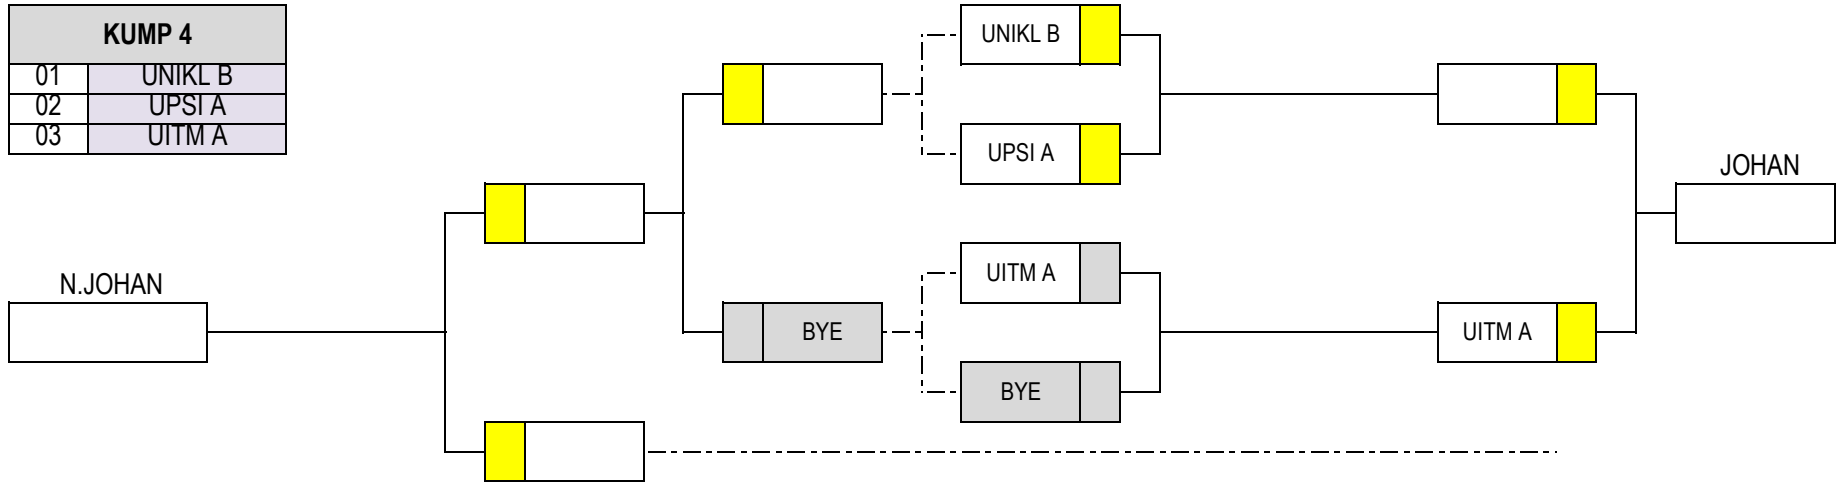 KUMP 4
01 UNIKL B
02 UPSI A
03 UITM A
UNIKL B
UPSI A
JOHAN
UITM A
N.JOHAN
BYE
UITM A
BYE